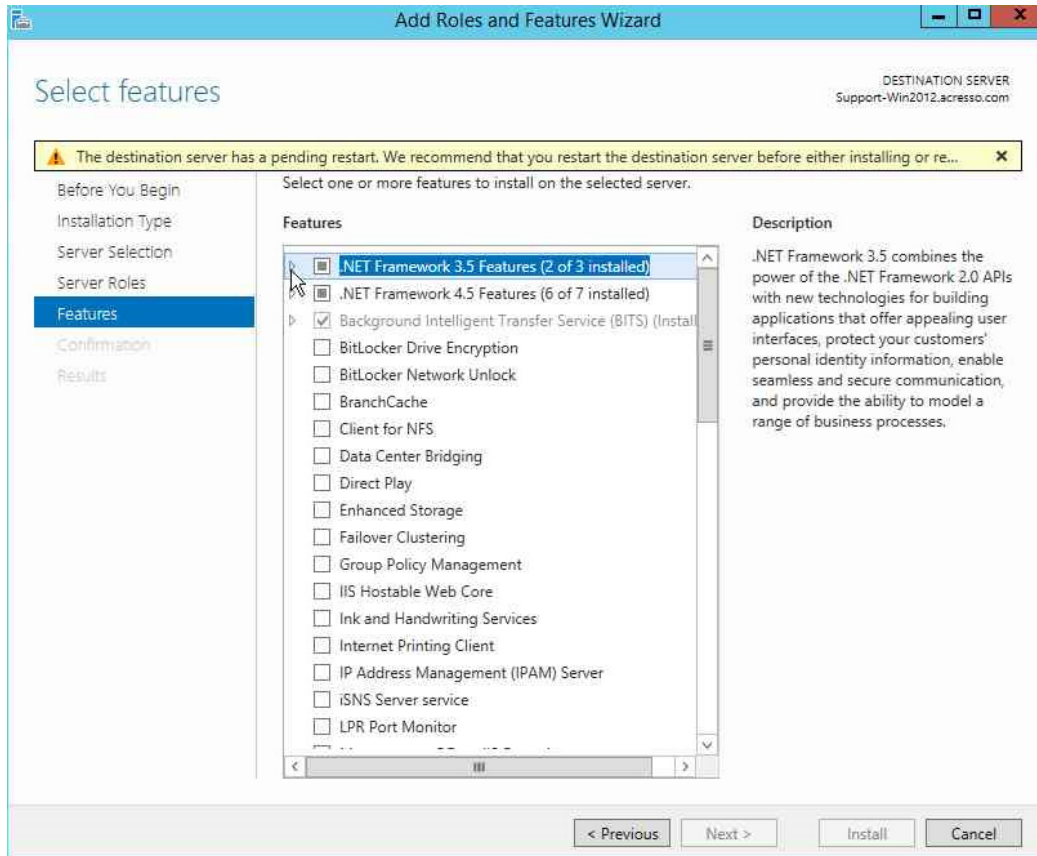 Add Roles and Features Wizard
Select features
DESTINATION SERVER
Support-Win2012.acresso.com
The destination server has a pending restart. We recommend that you restart the destination server before either installing or re...
Before You Begin
Installation Type
Server Selection
Server Roles
Features
Confirmation
Results
Select one or more features to install on the selected server.
Features
.NET Framework 3.5 Features (2 of 3 installed)
.NET Framework 4.5 Features (6 of 7 installed)
Background Intelligent Transfer Service (BITS) (Install
BitLocker Drive Encryption
BitLocker Network Unlock
BranchCache
Client for NFS
Data Center Bridging
Direct Play
Enhanced Storage
Failover Clustering
Group Policy Management
IIS Hostable Web Core
Ink and Handwriting Services
Internet Printing Client
IP Address Management (IPAM) Server
iSNS Server service
LPR Port Monitor
Description
.NET Framework 3.5 combines the
power of the .NET Framework 2.0 APIs
with new technologies for building
applications that offer appealing user
interfaces, protect your customers'
personal identity information, enable
seamless and secure communication,
and provide the ability to model a
range of business processes.
< Previous
Next >
Install
Cancel